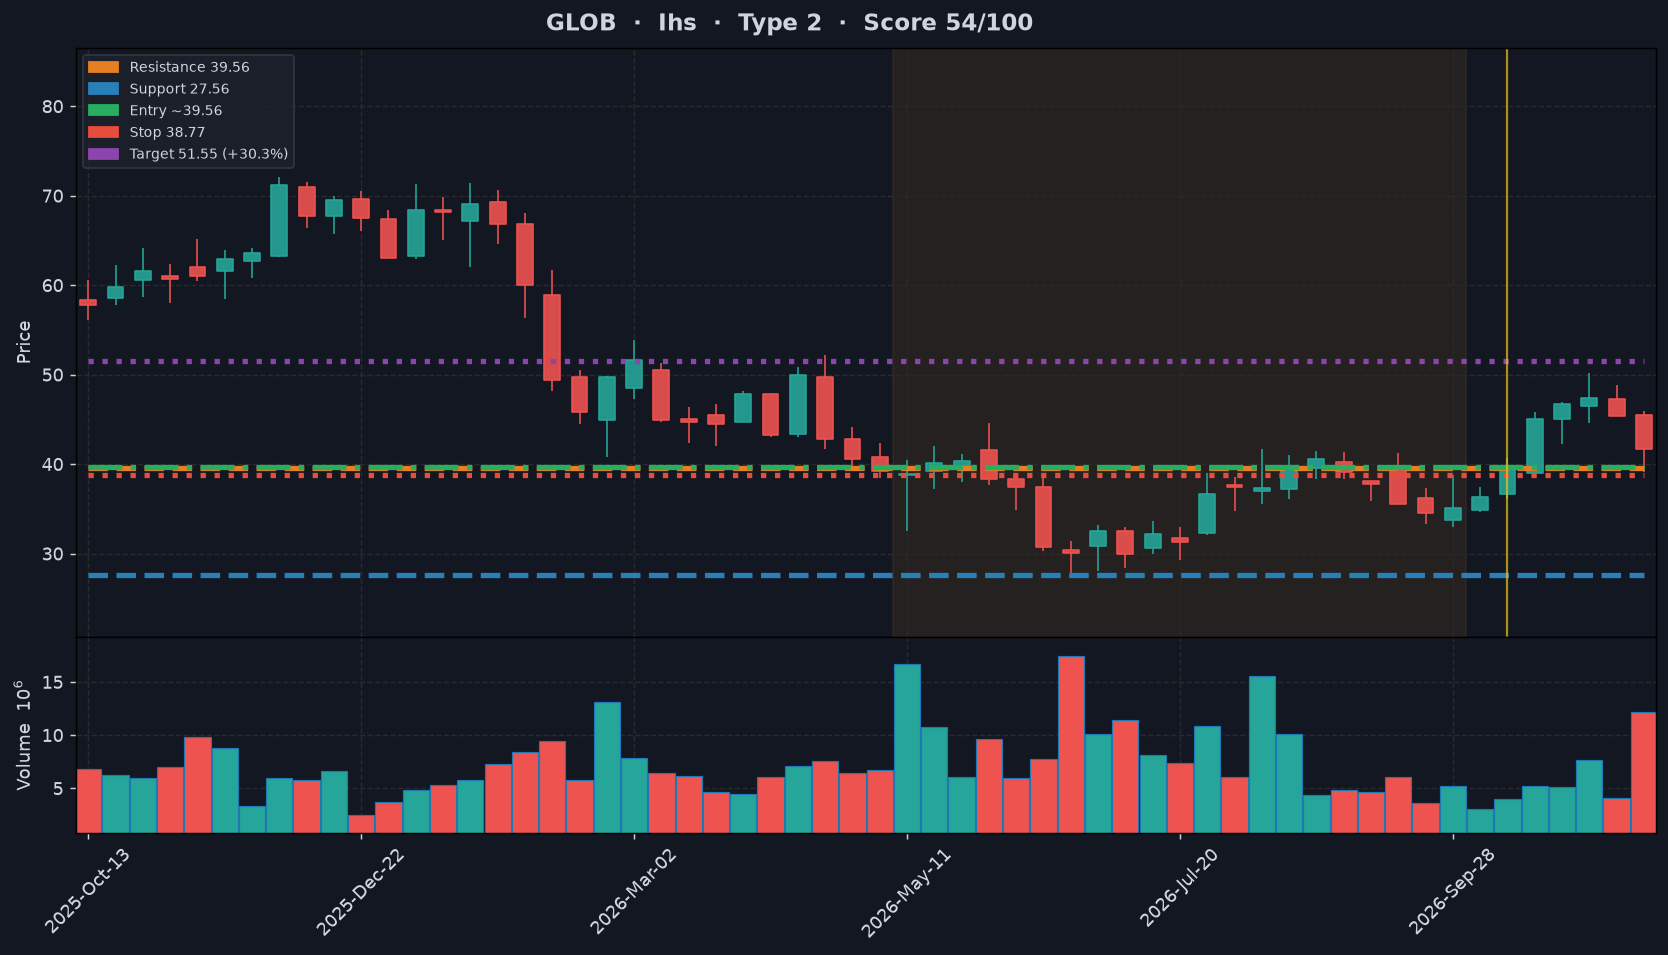 GLOB · Ihs · Type 2 · Score 54/100
Resistance 39.56
Support 27.56
Entry ~39.56
Stop 38.77
Target 51.55 (+30.3%)
Price
80
70
60
50
40
30
Volume 10⁶
15
10
5
2025-Oct-13
2025-Dec-22
2026-Mar-02
2026-May-11
2026-Jul-20
2026-Sep-28